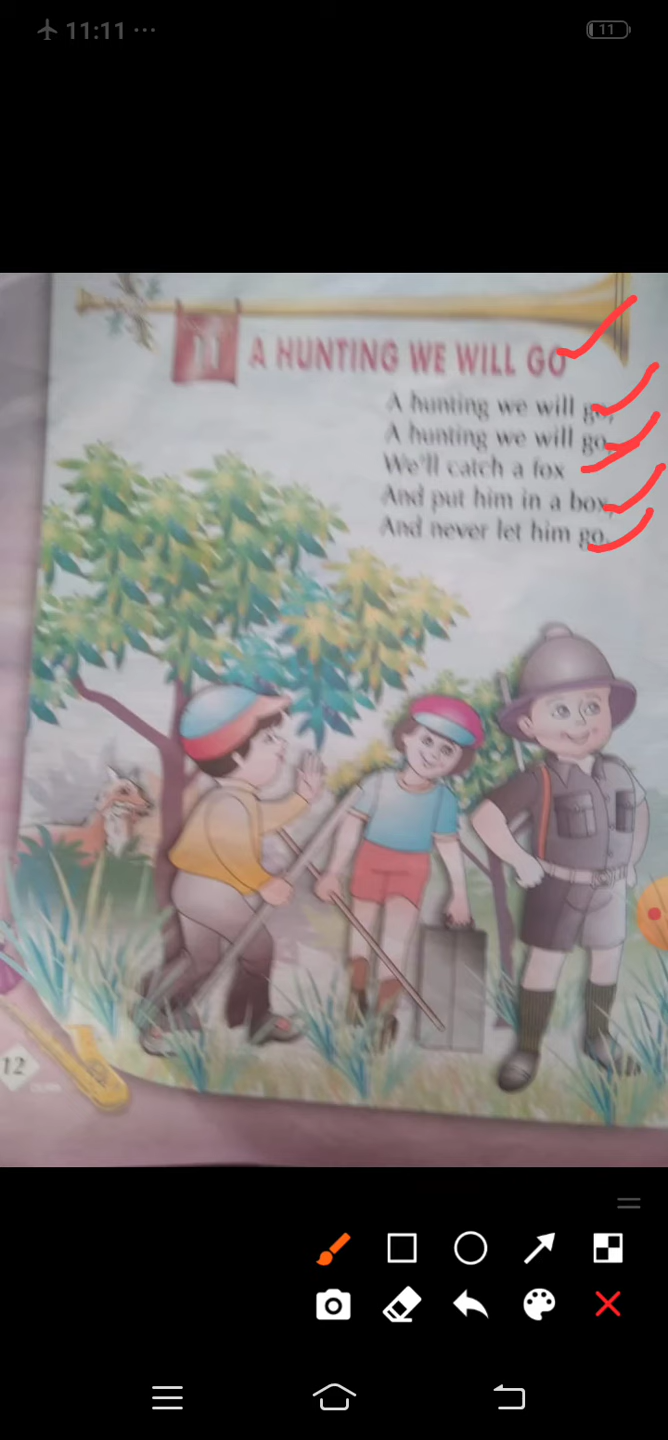 11:11 ...
11
11
A HUNTING WE WILL GO
A hunting we will go,
A hunting we will go,
We'll catch a fox
And put him in a box,
And never let him go.
12